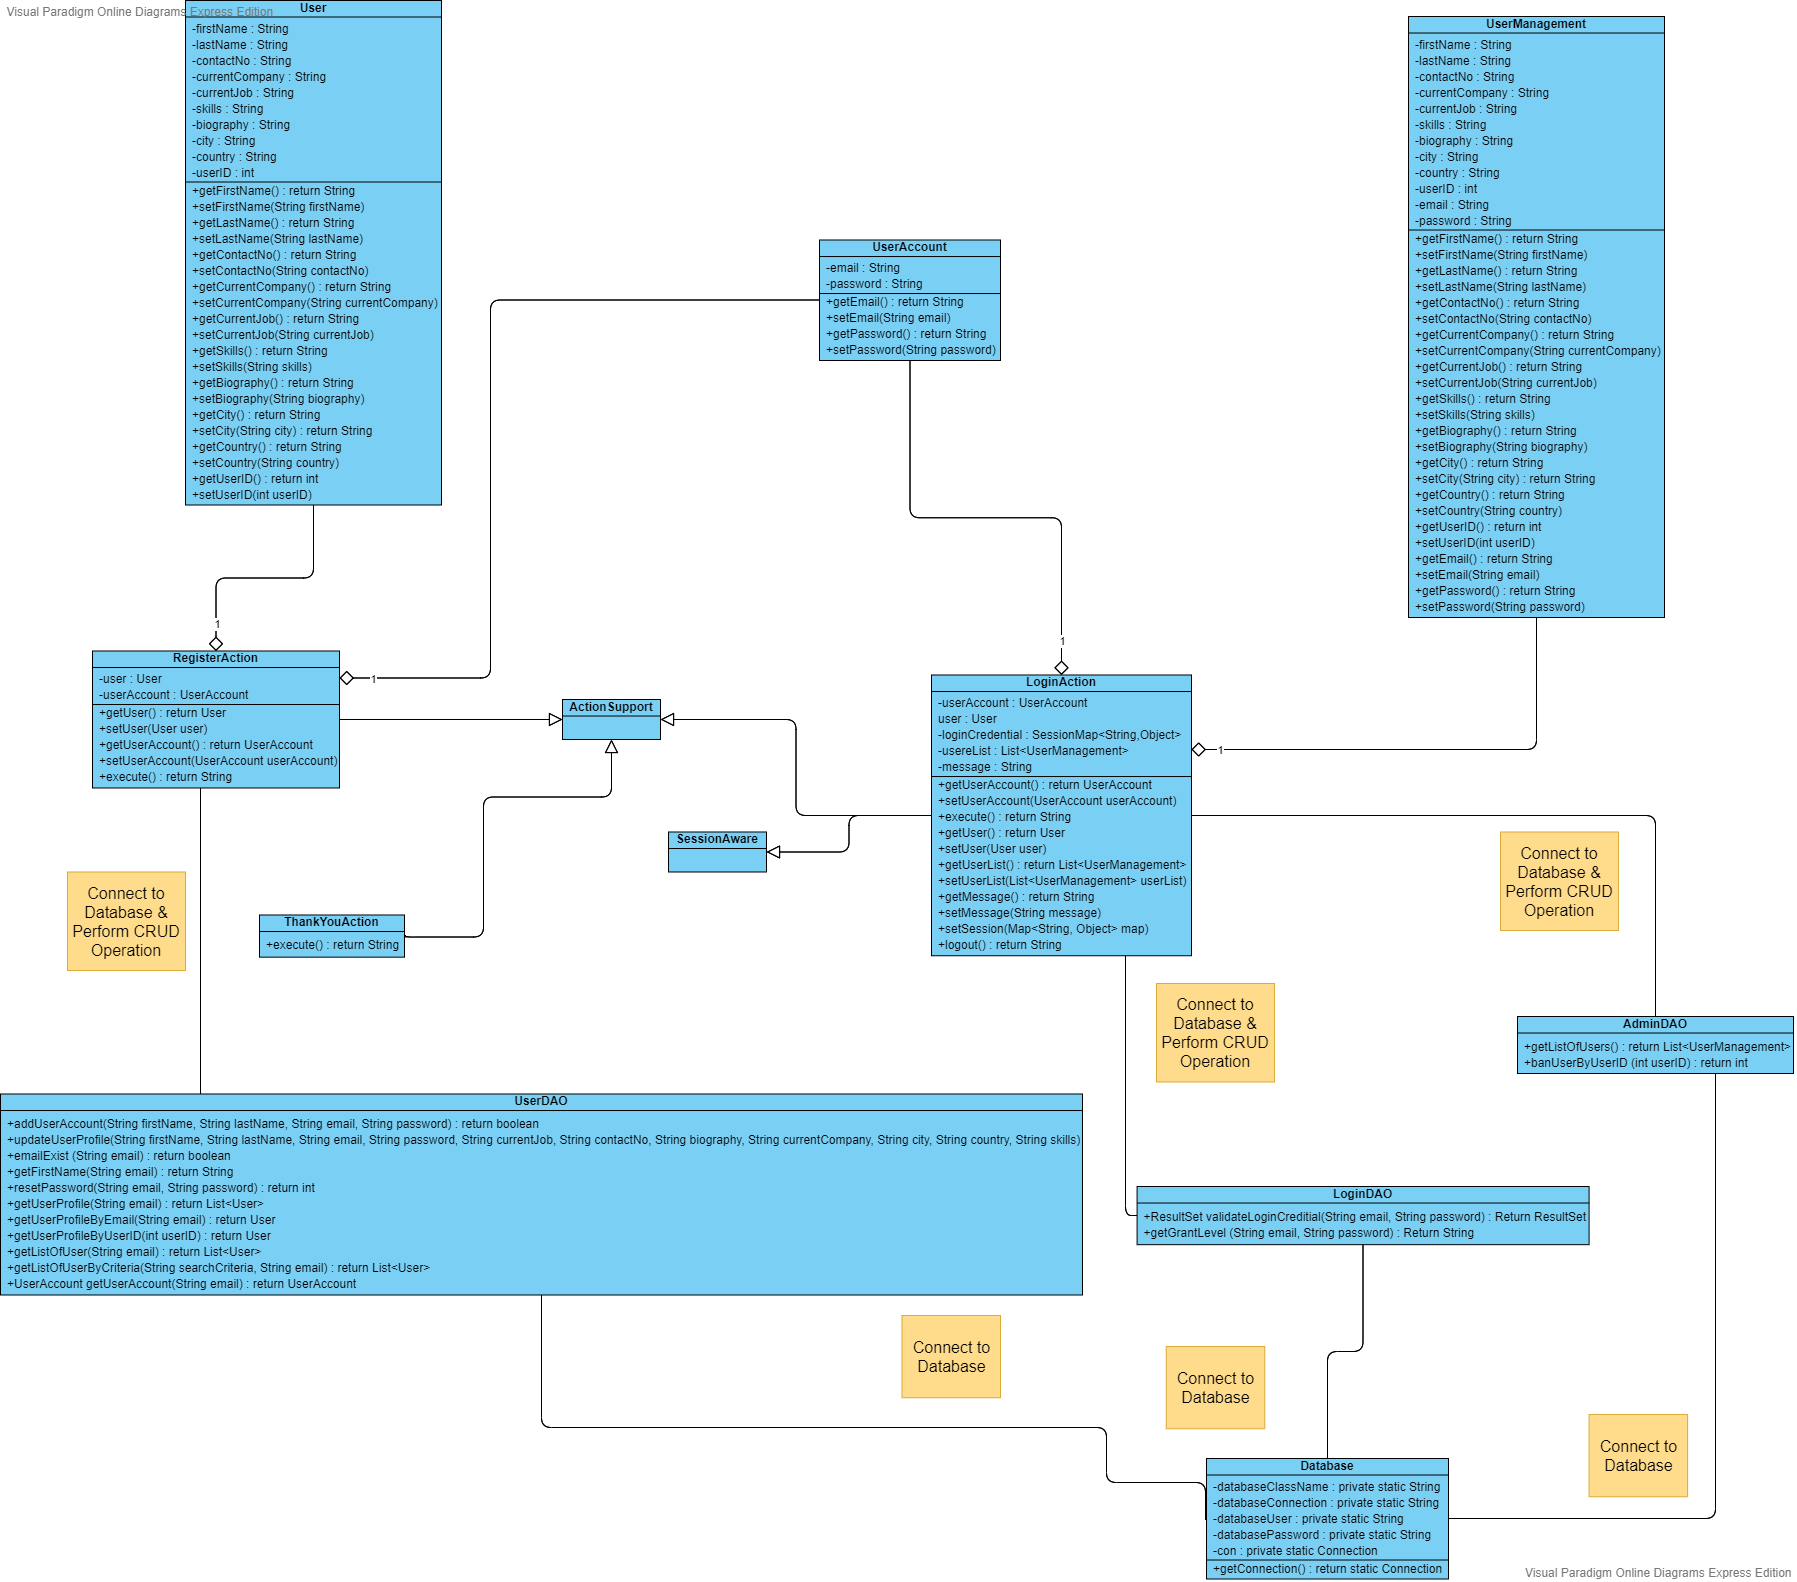 Visual Paradigm Online Diagrams Express Edition
User
-firstName : String
-lastName : String
-contactNo : String
-currentCompany : String
-currentJob : String
-skills : String
-biography : String
-city : String
-country : String
-userID : int
+getFirstName() : return String
+setFirstName(String firstName)
+getLastName() : return String
+setLastName(String lastName)
+getContactNo() : return String
+setContactNo(String contactNo)
+getCurrentCompany() : return String
+setCurrentCompany(String currentCompany)
+getCurrentJob() : return String
+setCurrentJob(String currentJob)
+getSkills() : return String
+setSkills(String skills)
+getBiography() : return String
+setBiography(String biography)
+getCity() : return String
+setCity(String city) : return String
+getCountry() : return String
+setCountry(String country)
+getUserID() : return int
+setUserID(int userID)
UserAccount
-email : String
-password : String
+getEmail() : return String
+setEmail(String email)
+getPassword() : return String
+setPassword(String password)
UserManagement
-firstName : String
-lastName : String
-contactNo : String
-currentCompany : String
-currentJob : String
-skills : String
-biography : String
-city : String
-country : String
-userID : int
-email : String
-password : String
+getFirstName() : return String
+setFirstName(String firstName)
+getLastName() : return String
+setLastName(String lastName)
+getContactNo() : return String
+setContactNo(String contactNo)
+getCurrentCompany() : return String
+setCurrentCompany(String currentCompany)
+getCurrentJob() : return String
+setCurrentJob(String currentJob)
+getSkills() : return String
+setSkills(String skills)
+getBiography() : return String
+setBiography(String biography)
+getCity() : return String
+setCity(String city) : return String
+getCountry() : return String
+setCountry(String country)
+getUserID() : return int
+setUserID(int userID)
+getEmail() : return String
+setEmail(String email)
+getPassword() : return String
+setPassword(String password)
1
1
1
1
RegisterAction
-user : User
-userAccount : UserAccount
+getUser() : return User
+setUser(User user)
+getUserAccount() : return UserAccount
+setUserAccount(UserAccount userAccount)
+execute() : return String
ActionSupport
SessionAware
ThankYouAction
+execute() : return String
LoginAction
-userAccount : UserAccount
user : User
-loginCredential : SessionMap<String,Object>
-usereList : List<UserManagement>
-message : String
+getUserAccount() : return UserAccount
+setUserAccount(UserAccount userAccount)
+execute() : return String
+getUser() : return User
+setUser(User user)
+getUserList() : return List<UserManagement>
+setUserList(List<UserManagement> userList)
+getMessage() : return String
+setMessage(String message)
+setSession(Map<String, Object> map)
+logout() : return String
Connect to
Database &
Perform CRUD
Operation
Connect to
Database &
Perform CRUD
Operation
Connect to
Database &
Perform CRUD
Operation
AdminDAO
+getListOfUsers() : return List<UserManagement>
+banUserByUserID (int userID) : return int
UserDAO
+addUserAccount(String firstName, String lastName, String email, String password) : return boolean
+updateUserProfile(String firstName, String lastName, String email, String password, String currentJob, String contactNo, String biography, String currentCompany, String city, String country, String skills)
+emailExist (String email) : return boolean
+getFirstName(String email) : return String
+resetPassword(String email, String password) : return int
+getUserProfile(String email) : return List<User>
+getUserProfileByEmail(String email) : return User
+getUserProfileByUserID(int userID) : return User
+getListOfUser(String email) : return List<User>
+getListOfUserByCriteria(String searchCriteria, String email) : return List<User>
+UserAccount getUserAccount(String email) : return UserAccount
LoginDAO
+ResultSet validateLoginCreditial(String email, String password) : Return ResultSet
+getGrantLevel (String email, String password) : Return String
Connect to
Database
Connect to
Database
Connect to
Database
Database
-databaseClassName : private static String
-databaseConnection : private static String
-databaseUser : private static String
-databasePassword : private static String
-con : private static Connection
+getConnection() : return static Connection
Visual Paradigm Online Diagrams Express Edition